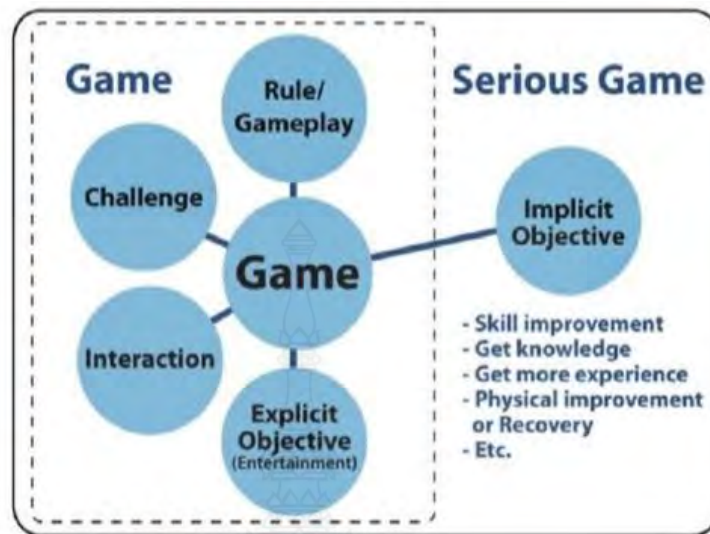 Game
Serious Game
Rule/
Gameplay
Challenge
Game
Implicit
Objective
Interaction
Explicit
Objective
(Entertainment)
- Skill improvement
- Get knowledge
- Get more experience
- Physical improvement
or Recovery
- Etc.